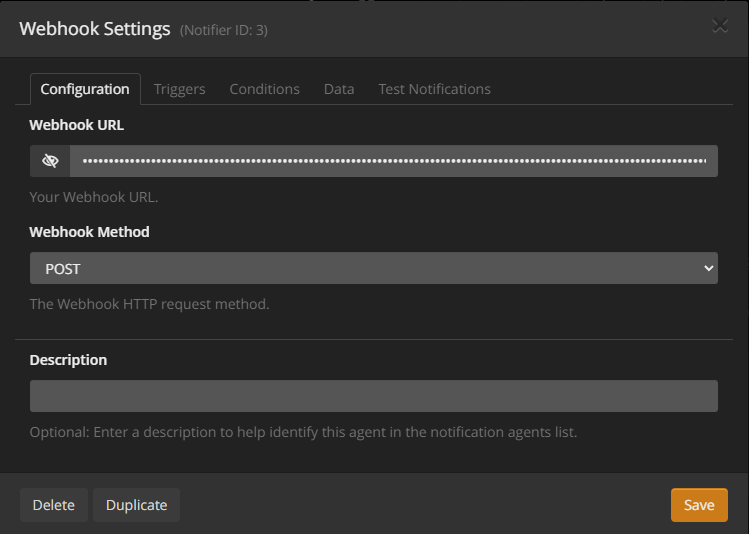 Webhook Settings (Notifier ID: 3)
Configuration Triggers Conditions Data Test Notifications
Webhook URL
Your Webhook URL.
Webhook Method
POST
The Webhook HTTP request method.
Description
Optional: Enter a description to help identify this agent in the notification agents list.
Delete Duplicate Save